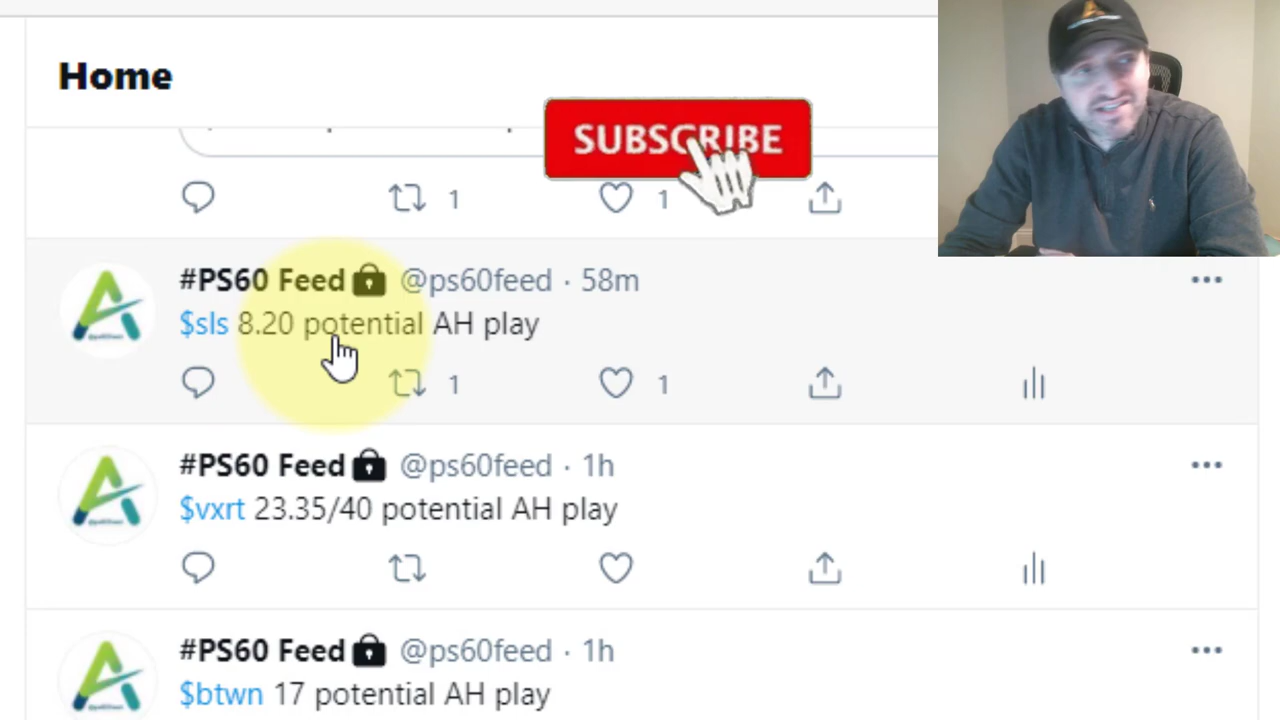 Home
SUBSCRIBE
1 1
#PS60 Feed @ps60feed · 58m
$sls 8.20 potential AH play
1 1
#PS60 Feed @ps60feed · 1h
$vxrt 23.35/40 potential AH play
#PS60 Feed @ps60feed · 1h
$btwn 17 potential AH play